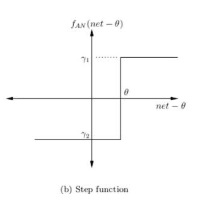 f_{AN}(net − θ)
γ₁
θ
net − θ
γ₂
(b) Step function